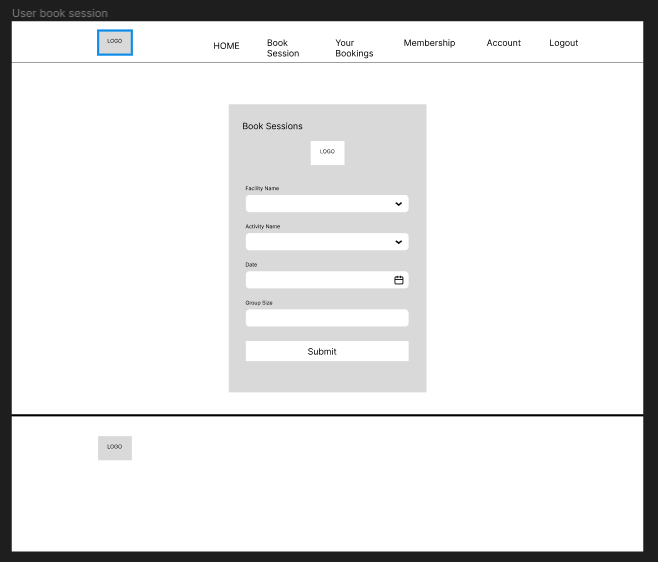 User book session
LOGO
HOME
Book
Session
Your
Bookings
Membership
Account
Logout
Book Sessions
LOGO
Facility Name
Activity Name
Date
Group Size
Submit
LOGO